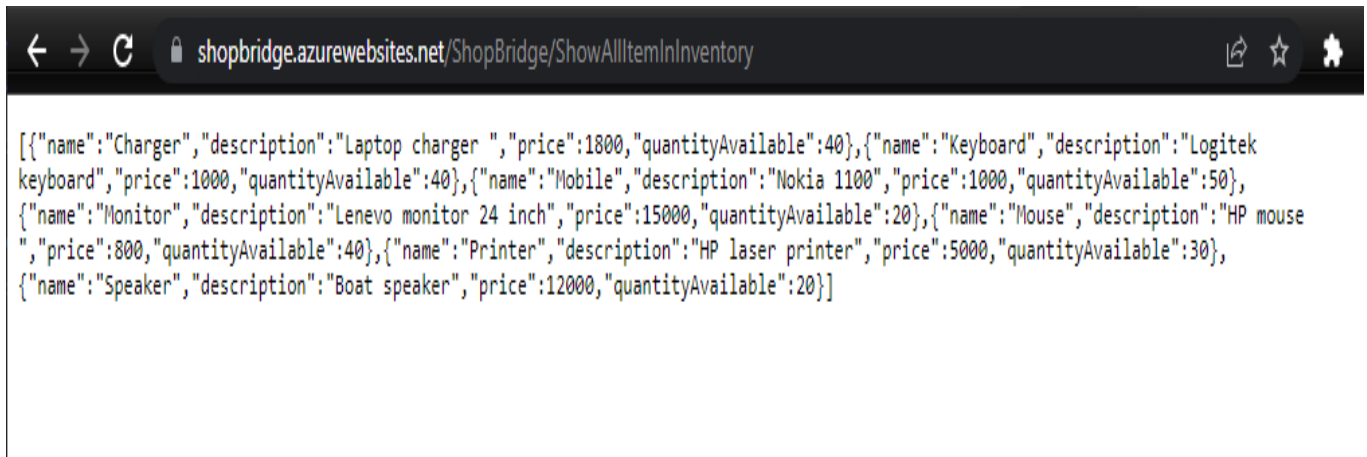 shopbridge.azurewebsites.net/ShopBridge/ShowAllItemInInventory
[{"name":"Charger","description":"Laptop charger ","price":1800,"quantityAvailable":40},{"name":"Keyboard","description":"Logitek
keyboard","price":1000,"quantityAvailable":40},{"name":"Mobile","description":"Nokia 1100","price":1000,"quantityAvailable":50},
{"name":"Monitor","description":"Lenevo monitor 24 inch","price":15000,"quantityAvailable":20},{"name":"Mouse","description":"HP mouse
","price":800,"quantityAvailable":40},{"name":"Printer","description":"HP laser printer","price":5000,"quantityAvailable":30},
{"name":"Speaker","description":"Boat speaker","price":12000,"quantityAvailable":20}]